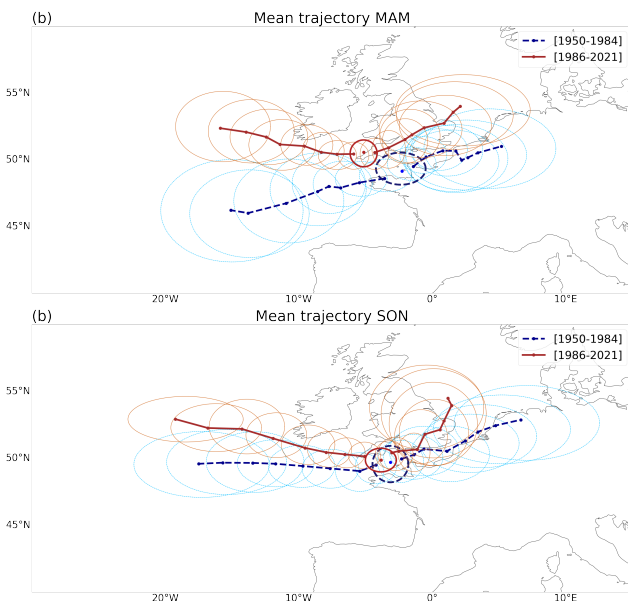 (b) Mean trajectory MAM
[1950-1984]
[1986-2021]
55°N
50°N
45°N
20°W 10°W 0° 10°E
(b) Mean trajectory SON
[1950-1984]
[1986-2021]
55°N
50°N
45°N
20°W 10°W 0° 10°E